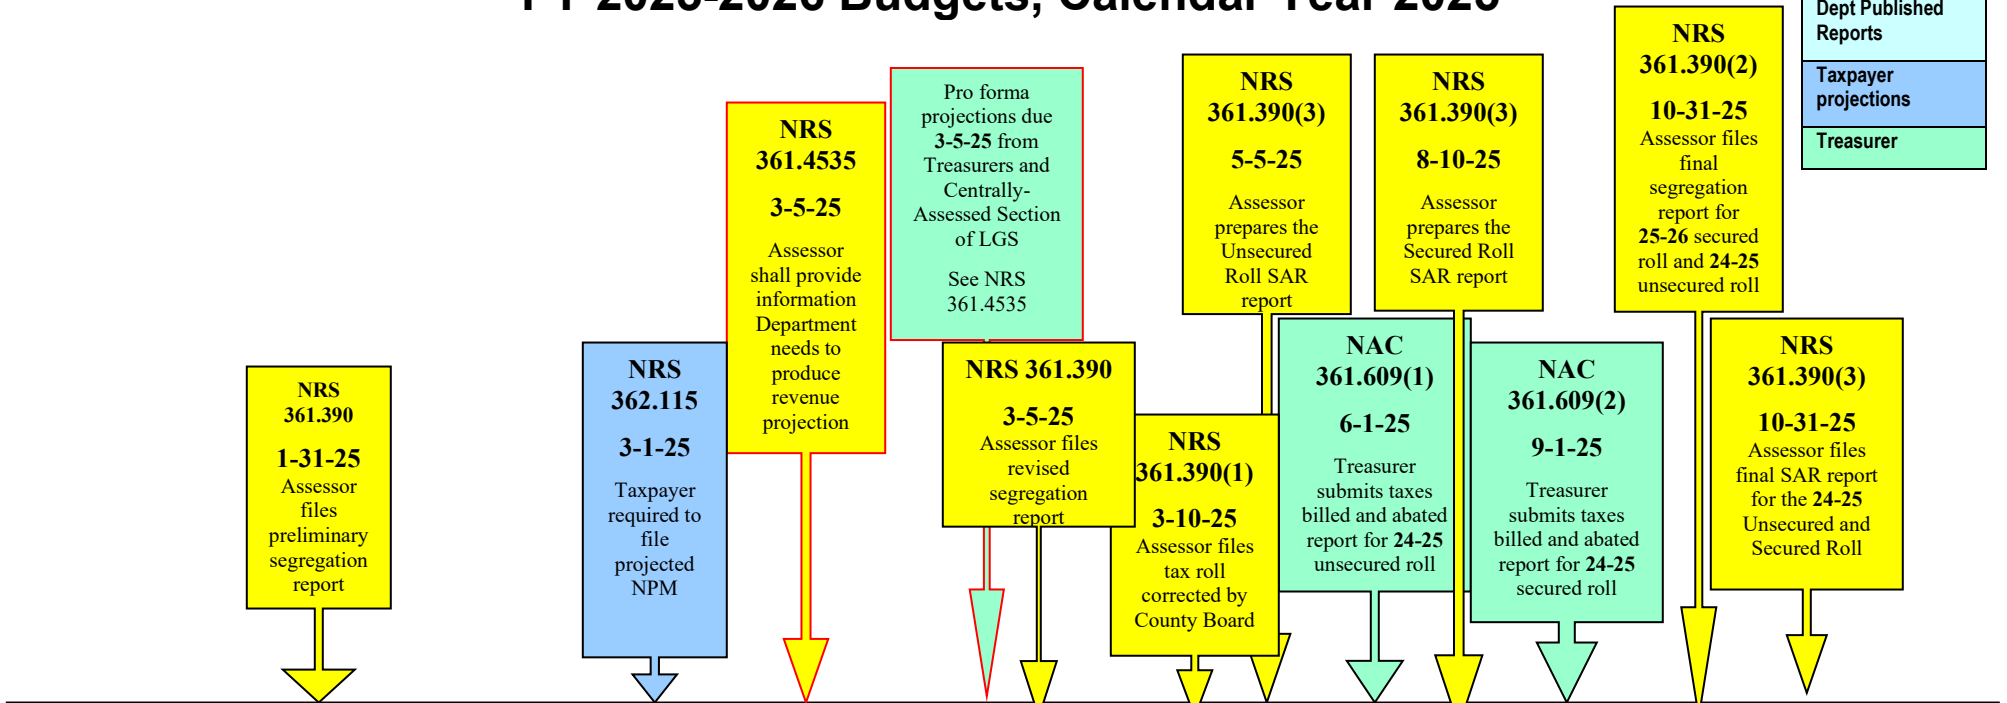 FY 2025-2026 Budgets, Calendar Year 2025
Dept Published
Reports
Taxpayer
projections
Treasurer
NRS
361.390
1-31-25
Assessor
files
preliminary
segregation
report
NRS
362.115
3-1-25
Taxpayer
required to
file
projected
NPM
NRS
361.4535
3-5-25
Assessor
shall provide
information
Department
needs to
produce
revenue
projection
Pro forma
projections due
3-5-25 from
Treasurers and
Centrally-
Assessed Section
of LGS
See NRS
361.4535
NRS 361.390
3-5-25
Assessor files
revised
segregation
report
NRS
361.390(1)
3-10-25
Assessor files
tax roll
corrected by
County Board
NRS
361.390(3)
5-5-25
Assessor
prepares the
Unsecured
Roll SAR
report
NAC
361.609(1)
6-1-25
Treasurer
submits taxes
billed and abated
report for 24-25
unsecured roll
NRS
361.390(3)
8-10-25
Assessor
prepares the
Secured Roll
SAR report
NAC
361.609(2)
9-1-25
Treasurer
submits taxes
billed and abated
report for 24-25
secured roll
NRS
361.390(2)
10-31-25
Assessor files
final
segregation
report for
25-26 secured
roll and 24-25
unsecured roll
NRS
361.390(3)
10-31-25
Assessor files
final SAR report
for the 24-25
Unsecured and
Secured Roll